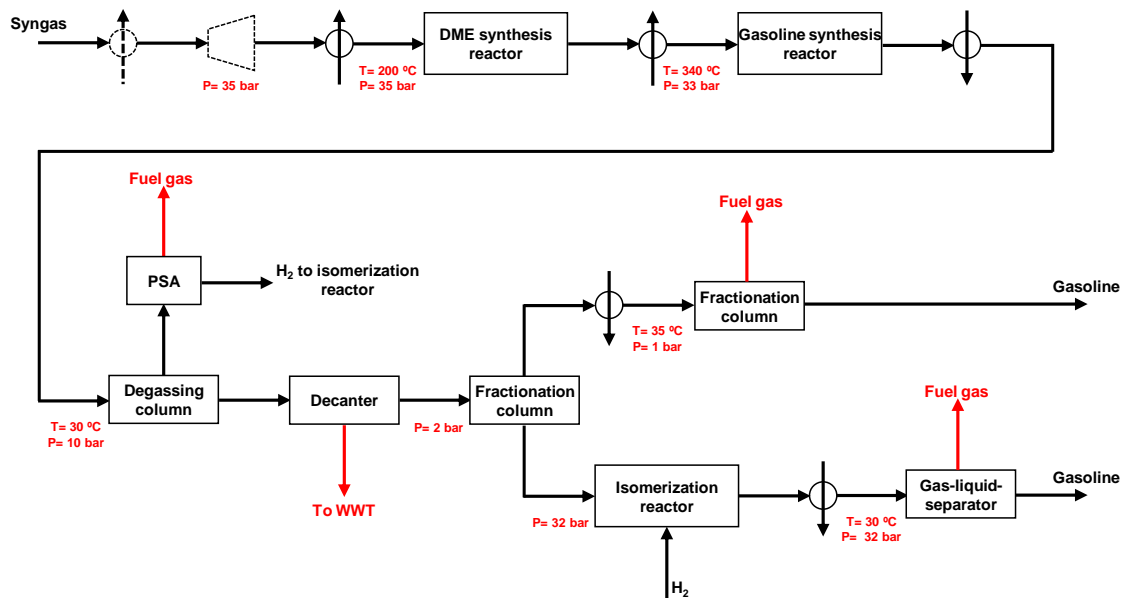 Syngas
P= 35 bar
T= 200 ºC
P= 35 bar
DME synthesis
reactor
T= 340 ºC
P= 33 bar
Gasoline synthesis
reactor
Fuel gas
PSA
H₂ to isomerization
reactor
Degassing
column
T= 30 ºC
P= 10 bar
Decanter
To WWT
P= 2 bar
Fractionation
column
T= 35 ºC
P= 1 bar
Fuel gas
Fractionation
column
Gasoline
P= 32 bar
Isomerization
reactor
H₂
T= 30 ºC
P=  32 bar
Fuel gas
Gas-liquid-
separator
Gasoline